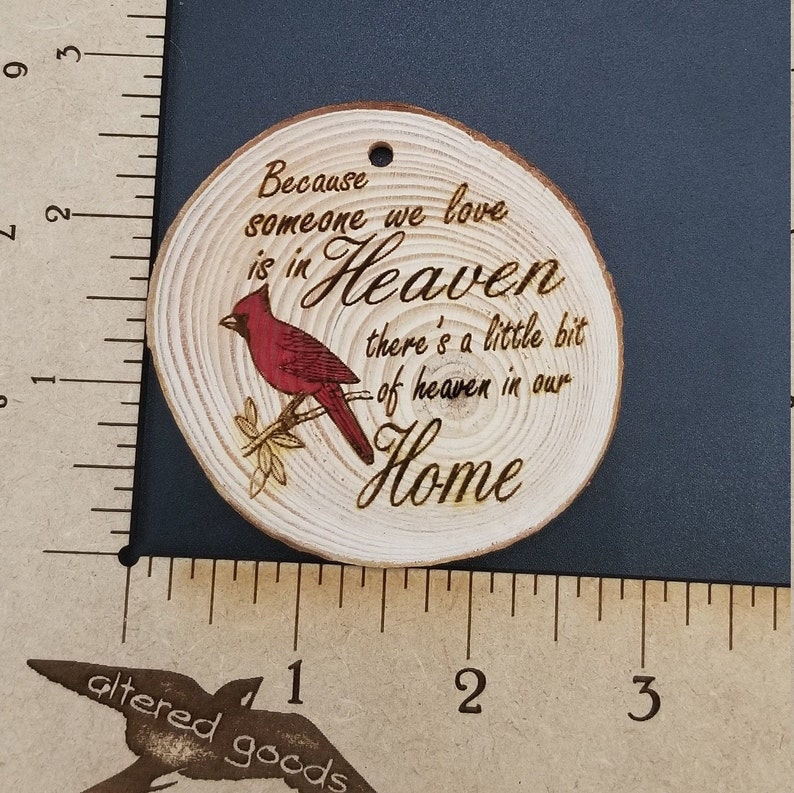 Because
someone we love
is in Heaven
there's a little bit
of heaven in our
Home
9
3
2
1
1
2
3
altered goods